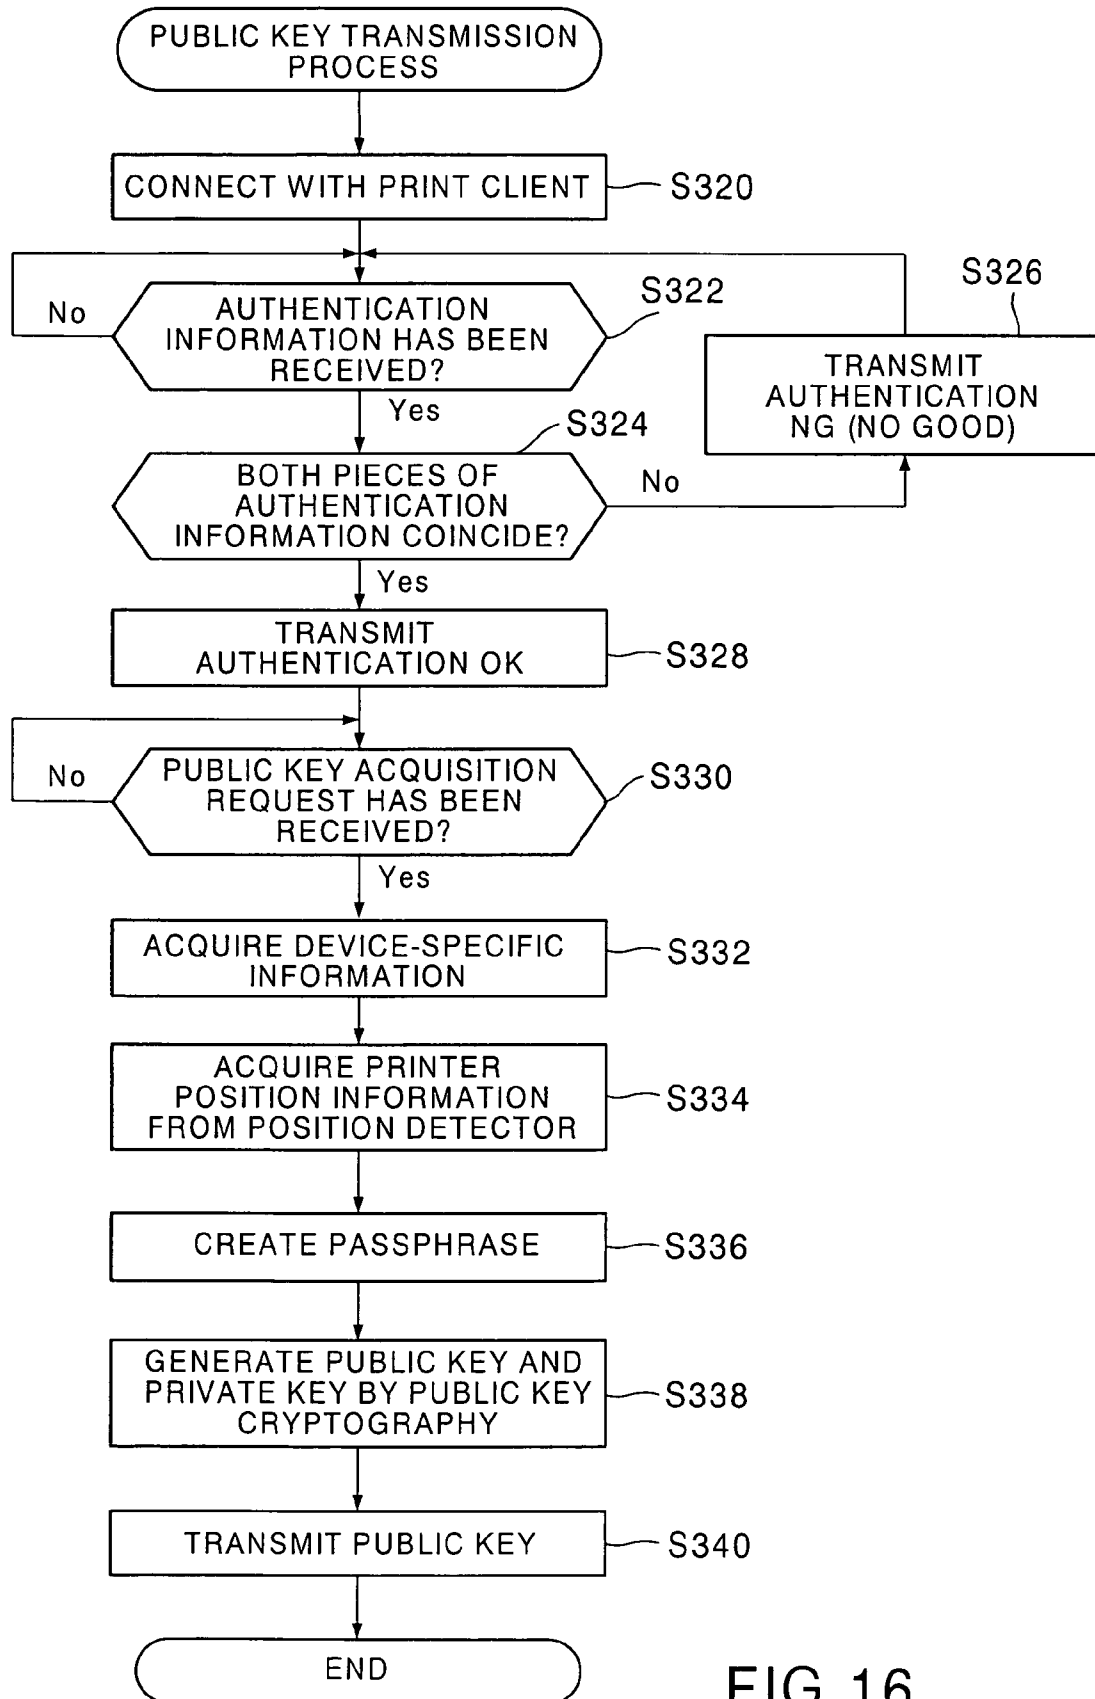 PUBLIC KEY TRANSMISSION
PROCESS
CONNECT WITH PRINT CLIENT
S320
No
AUTHENTICATION
INFORMATION HAS BEEN
RECEIVED?
S322
S326
TRANSMIT
AUTHENTICATION
NG (NO GOOD)
Yes
S324
BOTH PIECES OF
AUTHENTICATION
INFORMATION COINCIDE?
No
Yes
TRANSMIT
AUTHENTICATION OK
S328
No
PUBLIC KEY ACQUISITION
REQUEST HAS BEEN
RECEIVED?
S330
Yes
ACQUIRE DEVICE-SPECIFIC
INFORMATION
S332
ACQUIRE PRINTER
POSITION INFORMATION
FROM POSITION DETECTOR
S334
CREATE PASSPHRASE
S336
GENERATE PUBLIC KEY AND
PRIVATE KEY BY PUBLIC KEY
CRYPTOGRAPHY
S338
TRANSMIT PUBLIC KEY
S340
END
FIG 16